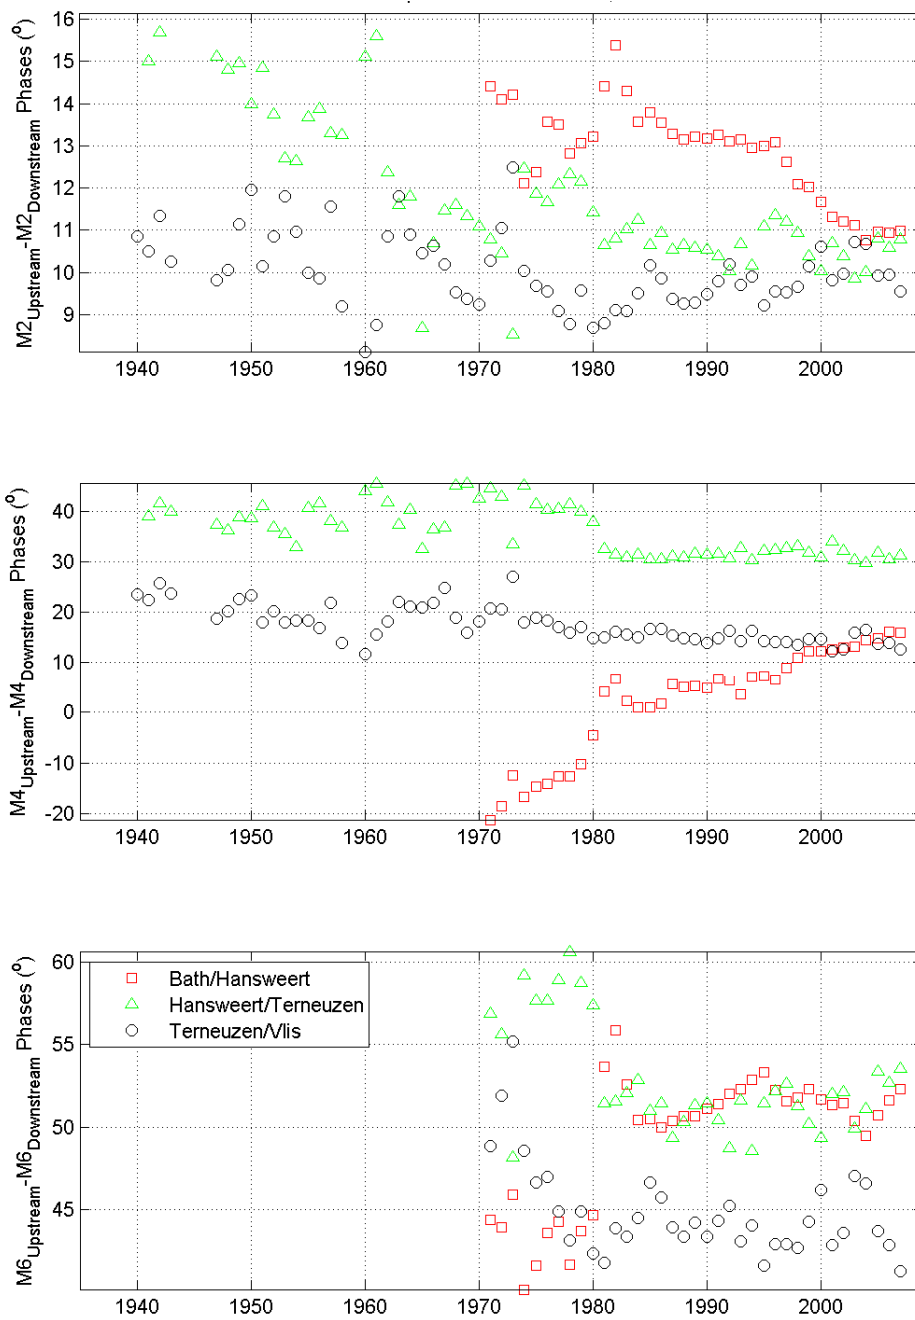 16
15
14
13
12
11
10
9
M2Upstream-M2Downstream Phases (o)
1940 1950 1960 1970 1980 1990 2000
40
30
20
10
0
-10
-20
M4Upstream-M4Downstream Phases (o)
1940 1950 1960 1970 1980 1990 2000
60
55
50
45
M6Upstream-M6Downstream Phases (o)
Bath/Hansweert
Hansweert/Terneuzen
Terneuzen/Vlis
1940 1950 1960 1970 1980 1990 2000